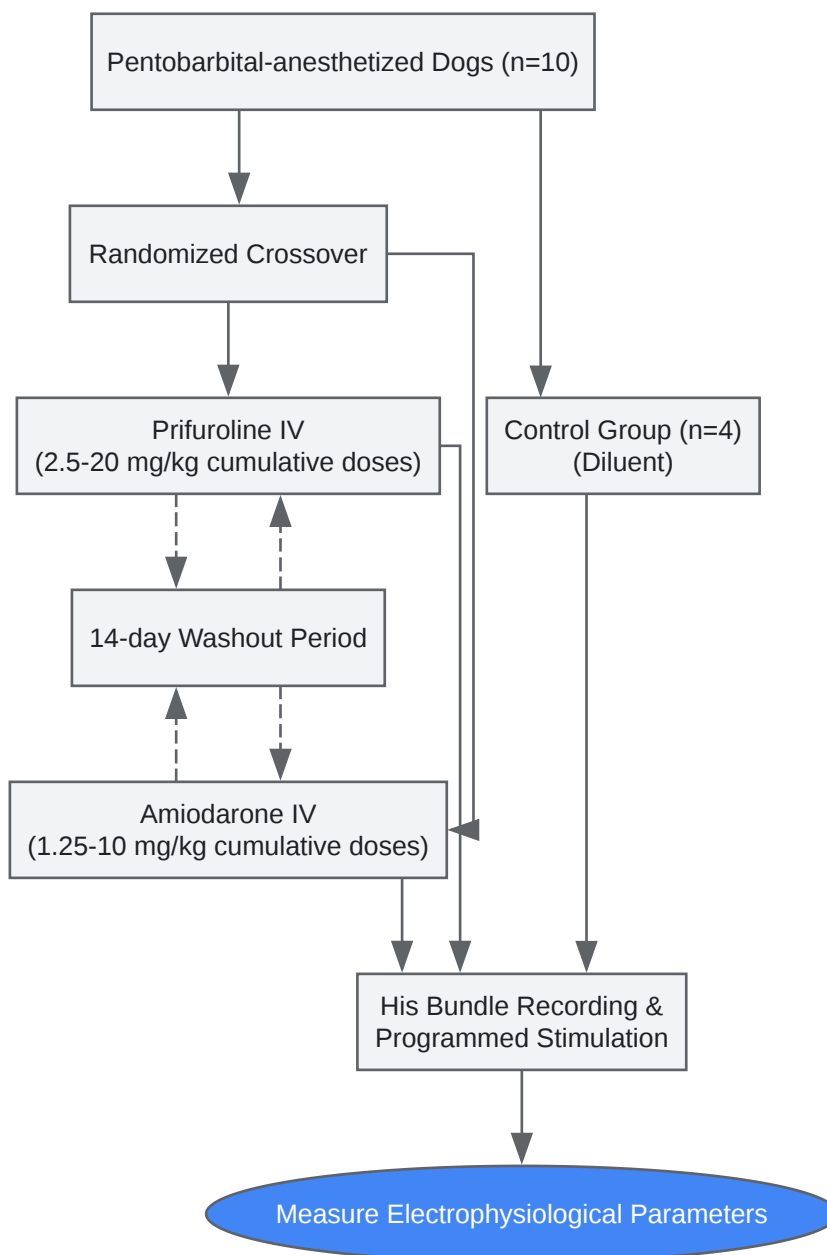 Pentobarbital-anesthetized Dogs (n=10)
Randomized Crossover
Prifuroline IV
(2.5-20 mg/kg cumulative doses)
Control Group (n=4)
(Diluent)
14-day Washout Period
Amiodarone IV
(1.25-10 mg/kg cumulative doses)
His Bundle Recording &
Programmed Stimulation
Measure Electrophysiological Parameters